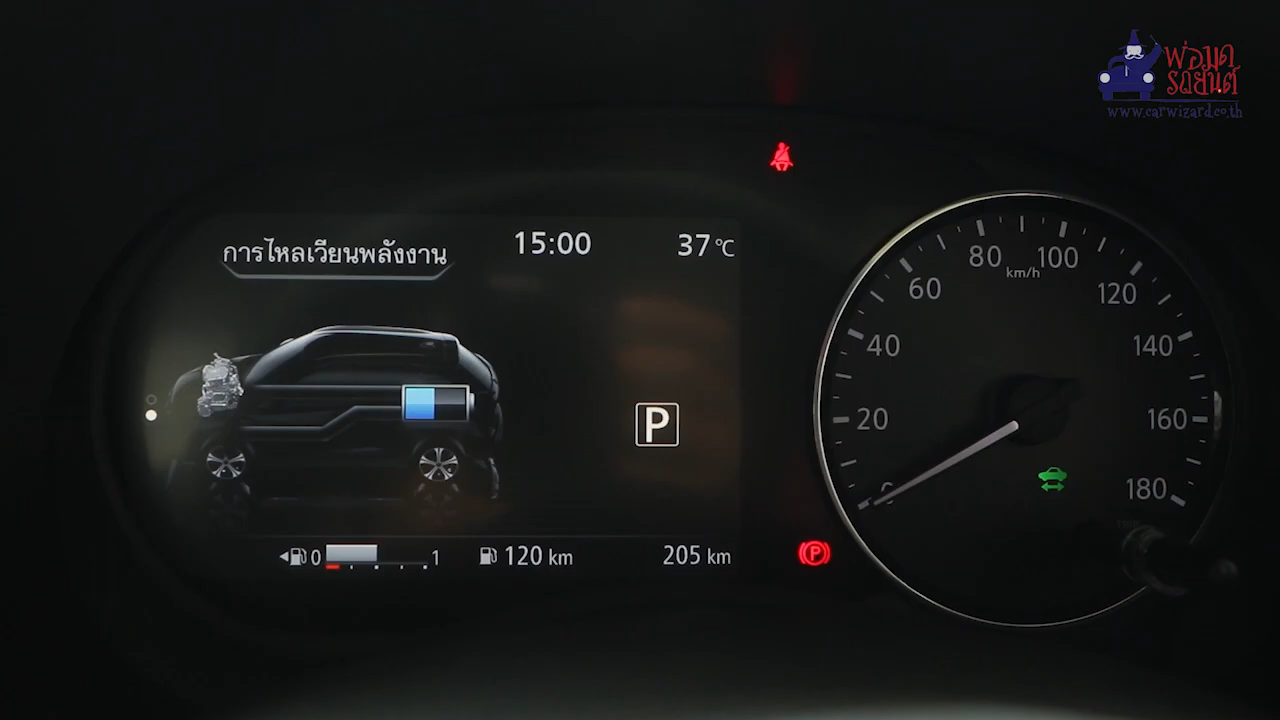 พ่อมด
รถยนต์
www.carwizard.co.th
การไหลเวียนพลังงาน
15:00
37 °C
P
0
1
120 km
205 km
P
0
20
40
60
80
100
120
140
160
180
km/h
TRIP